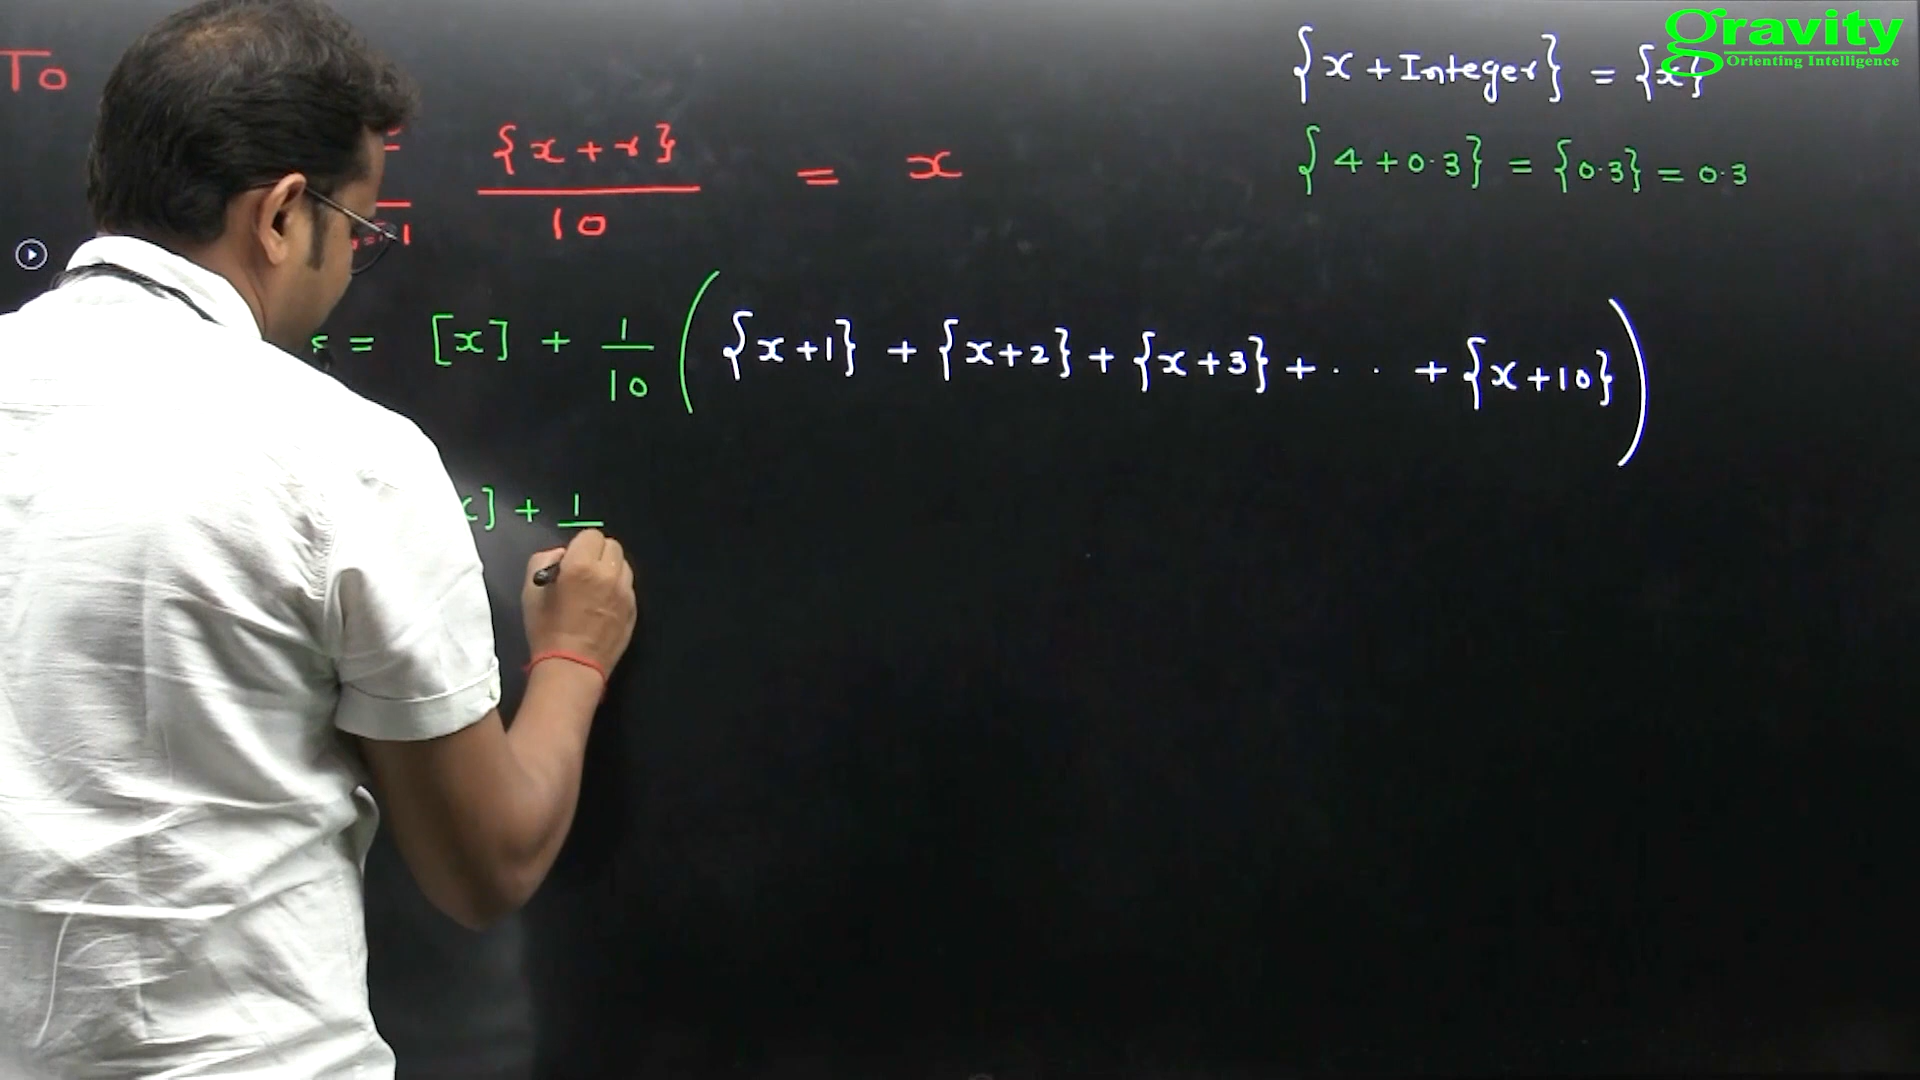 gravity
Orienting Intelligence
To
{x + Integer} = {x}
{4 + 0.3} = {0.3} = 0.3
{x + r} / 10 = x
= [x] + 1/10 ( {x+1} + {x+2} + {x+3} + . . + {x+10} )
x] + 1